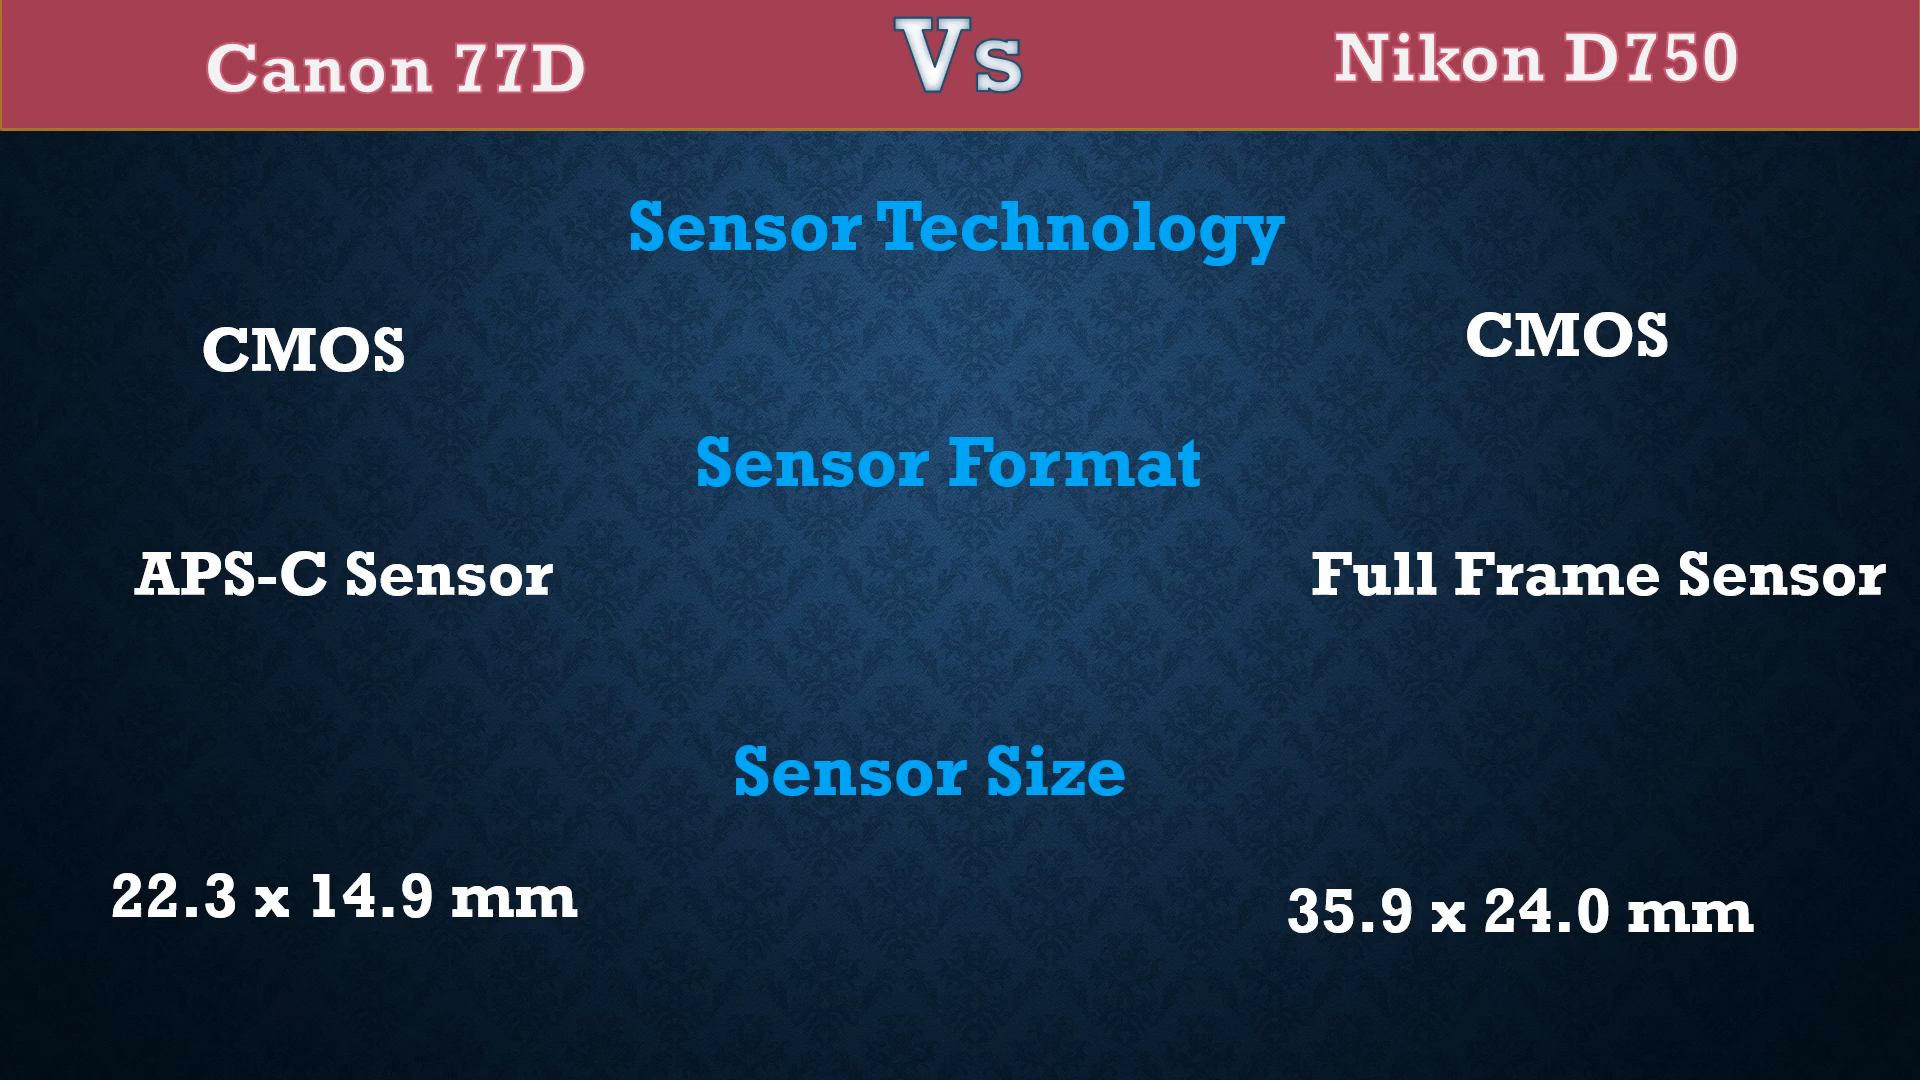 Canon 77D Vs Nikon D750
Sensor Technology
CMOS CMOS
Sensor Format
APS-C Sensor Full Frame Sensor
Sensor Size
22.3 x 14.9 mm 35.9 x 24.0 mm